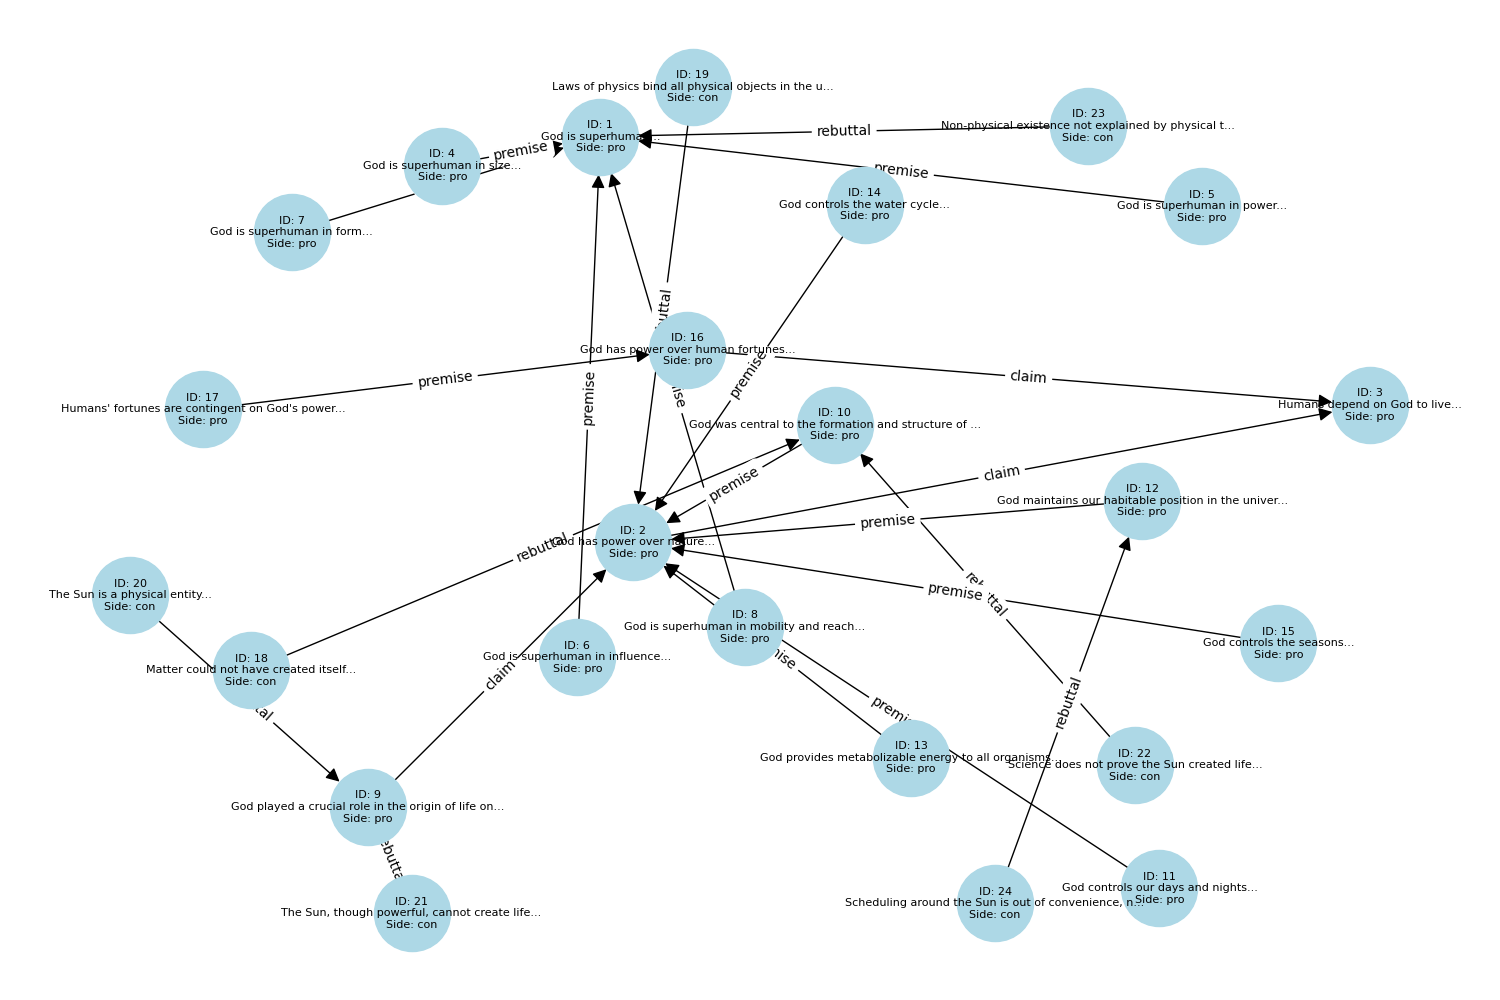 ID: 19
Laws of physics bind all physical objects in the u...
Side: con
ID: 1
God is superhuman...
Side: pro
ID: 23
Non-physical existence not explained by physical t...
Side: con
rebuttal
ID: 4
God is superhuman in size...
Side: pro
premise
premise
ID: 5
God is superhuman in power...
Side: pro
ID: 14
God controls the water cycle...
Side: pro
ID: 7
God is superhuman in form...
Side: pro
ID: 16
God has power over human fortunes...
Side: pro
premise
premise
claim
premise
ID: 17
Humans' fortunes are contingent on God's power...
Side: pro
ID: 3
Humans depend on God to live...
Side: pro
ID: 10
God was central to the formation and structure of ...
Side: pro
claim
premise
ID: 12
God maintains our habitable position in the univer...
Side: pro
premise
ID: 2
God has power over nature...
Side: pro
rebuttal
rebuttal
premise
ID: 20
The Sun is a physical entity...
Side: con
ID: 18
Matter could not have created itself...
Side: con
claim
ID: 6
God is superhuman in influence...
Side: pro
ID: 8
God is superhuman in mobility and reach...
Side: pro
ID: 15
God controls the seasons...
Side: pro
rebuttal
ID: 13
God provides metabolizable energy to all organisms...
Side: pro
ID: 22
Science does not prove the Sun created life...
Side: con
ID: 9
God played a crucial role in the origin of life on...
Side: pro
ID: 21
The Sun, though powerful, cannot create life...
Side: con
ID: 24
Scheduling around the Sun is out of convenience, n...
Side: con
ID: 11
God controls our days and nights...
Side: pro